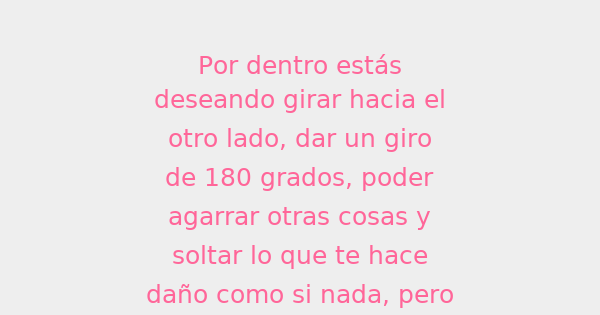 Por dentro estás
deseando girar hacia el
otro lado, dar un giro
de 180 grados, poder
agarrar otras cosas y
soltar lo que te hace
daño como si nada, pero